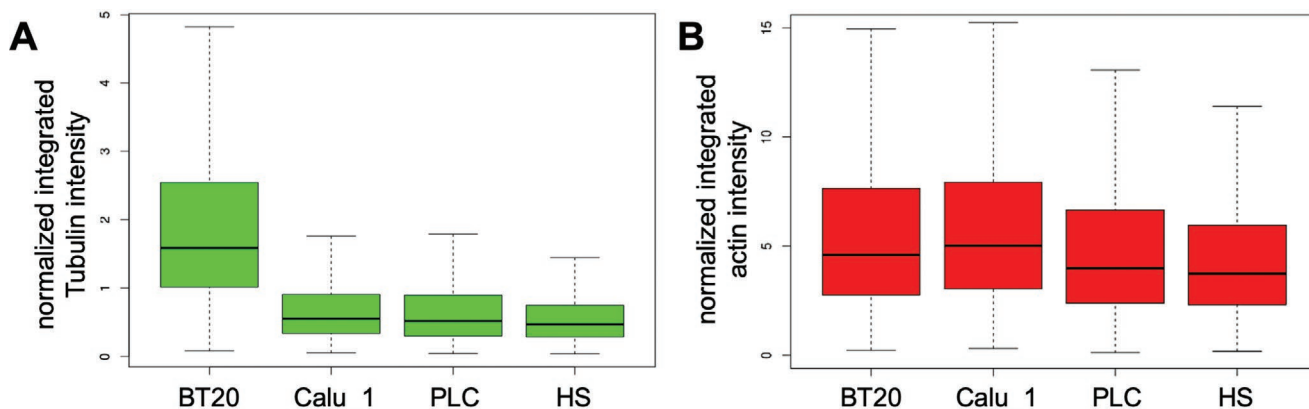 A
normalized integrated
Tubulin intensity
5
4
3
2
1
0
BT20
Calu 1
PLC
HS
B
normalized integrated
actin intensity
15
10
5
0
BT20
Calu 1
PLC
HS